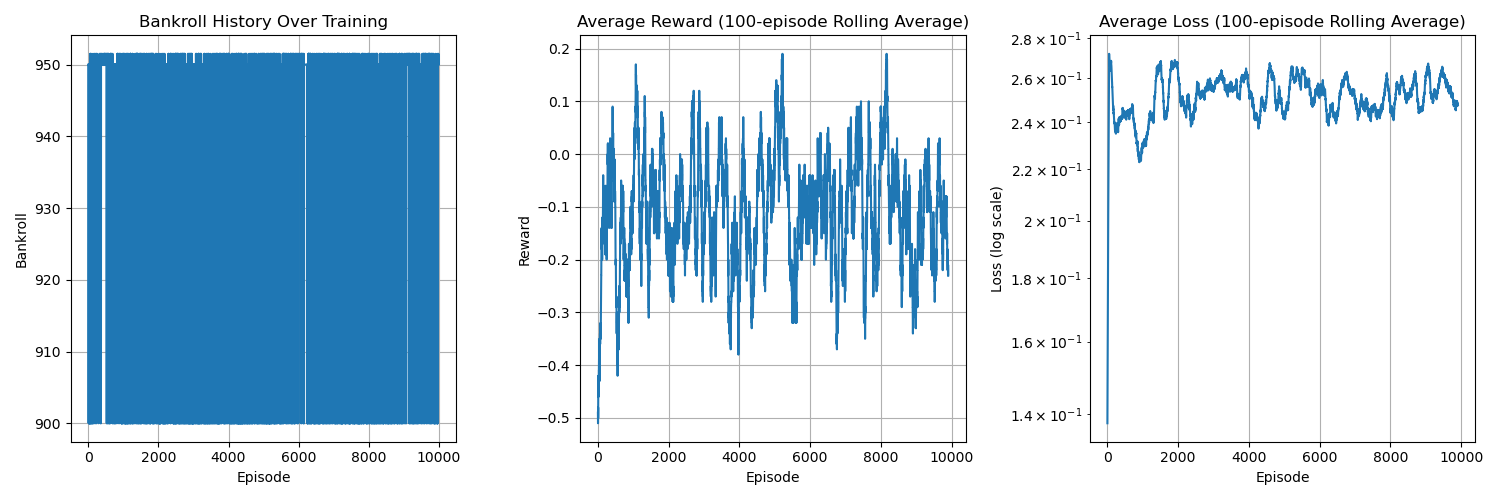 Bankroll History Over Training
Bankroll
950
940
930
920
910
900
0 2000 4000 6000 8000 10000
Episode
Average Reward (100-episode Rolling Average)
Reward
0.2
0.1
0.0
−0.1
−0.2
−0.3
−0.4
−0.5
0 2000 4000 6000 8000 10000
Episode
Average Loss (100-episode Rolling Average)
Loss (log scale)
2.8 × 10⁻¹
2.6 × 10⁻¹
2.4 × 10⁻¹
2.2 × 10⁻¹
2 × 10⁻¹
1.8 × 10⁻¹
1.6 × 10⁻¹
1.4 × 10⁻¹
0 2000 4000 6000 8000 10000
Episode